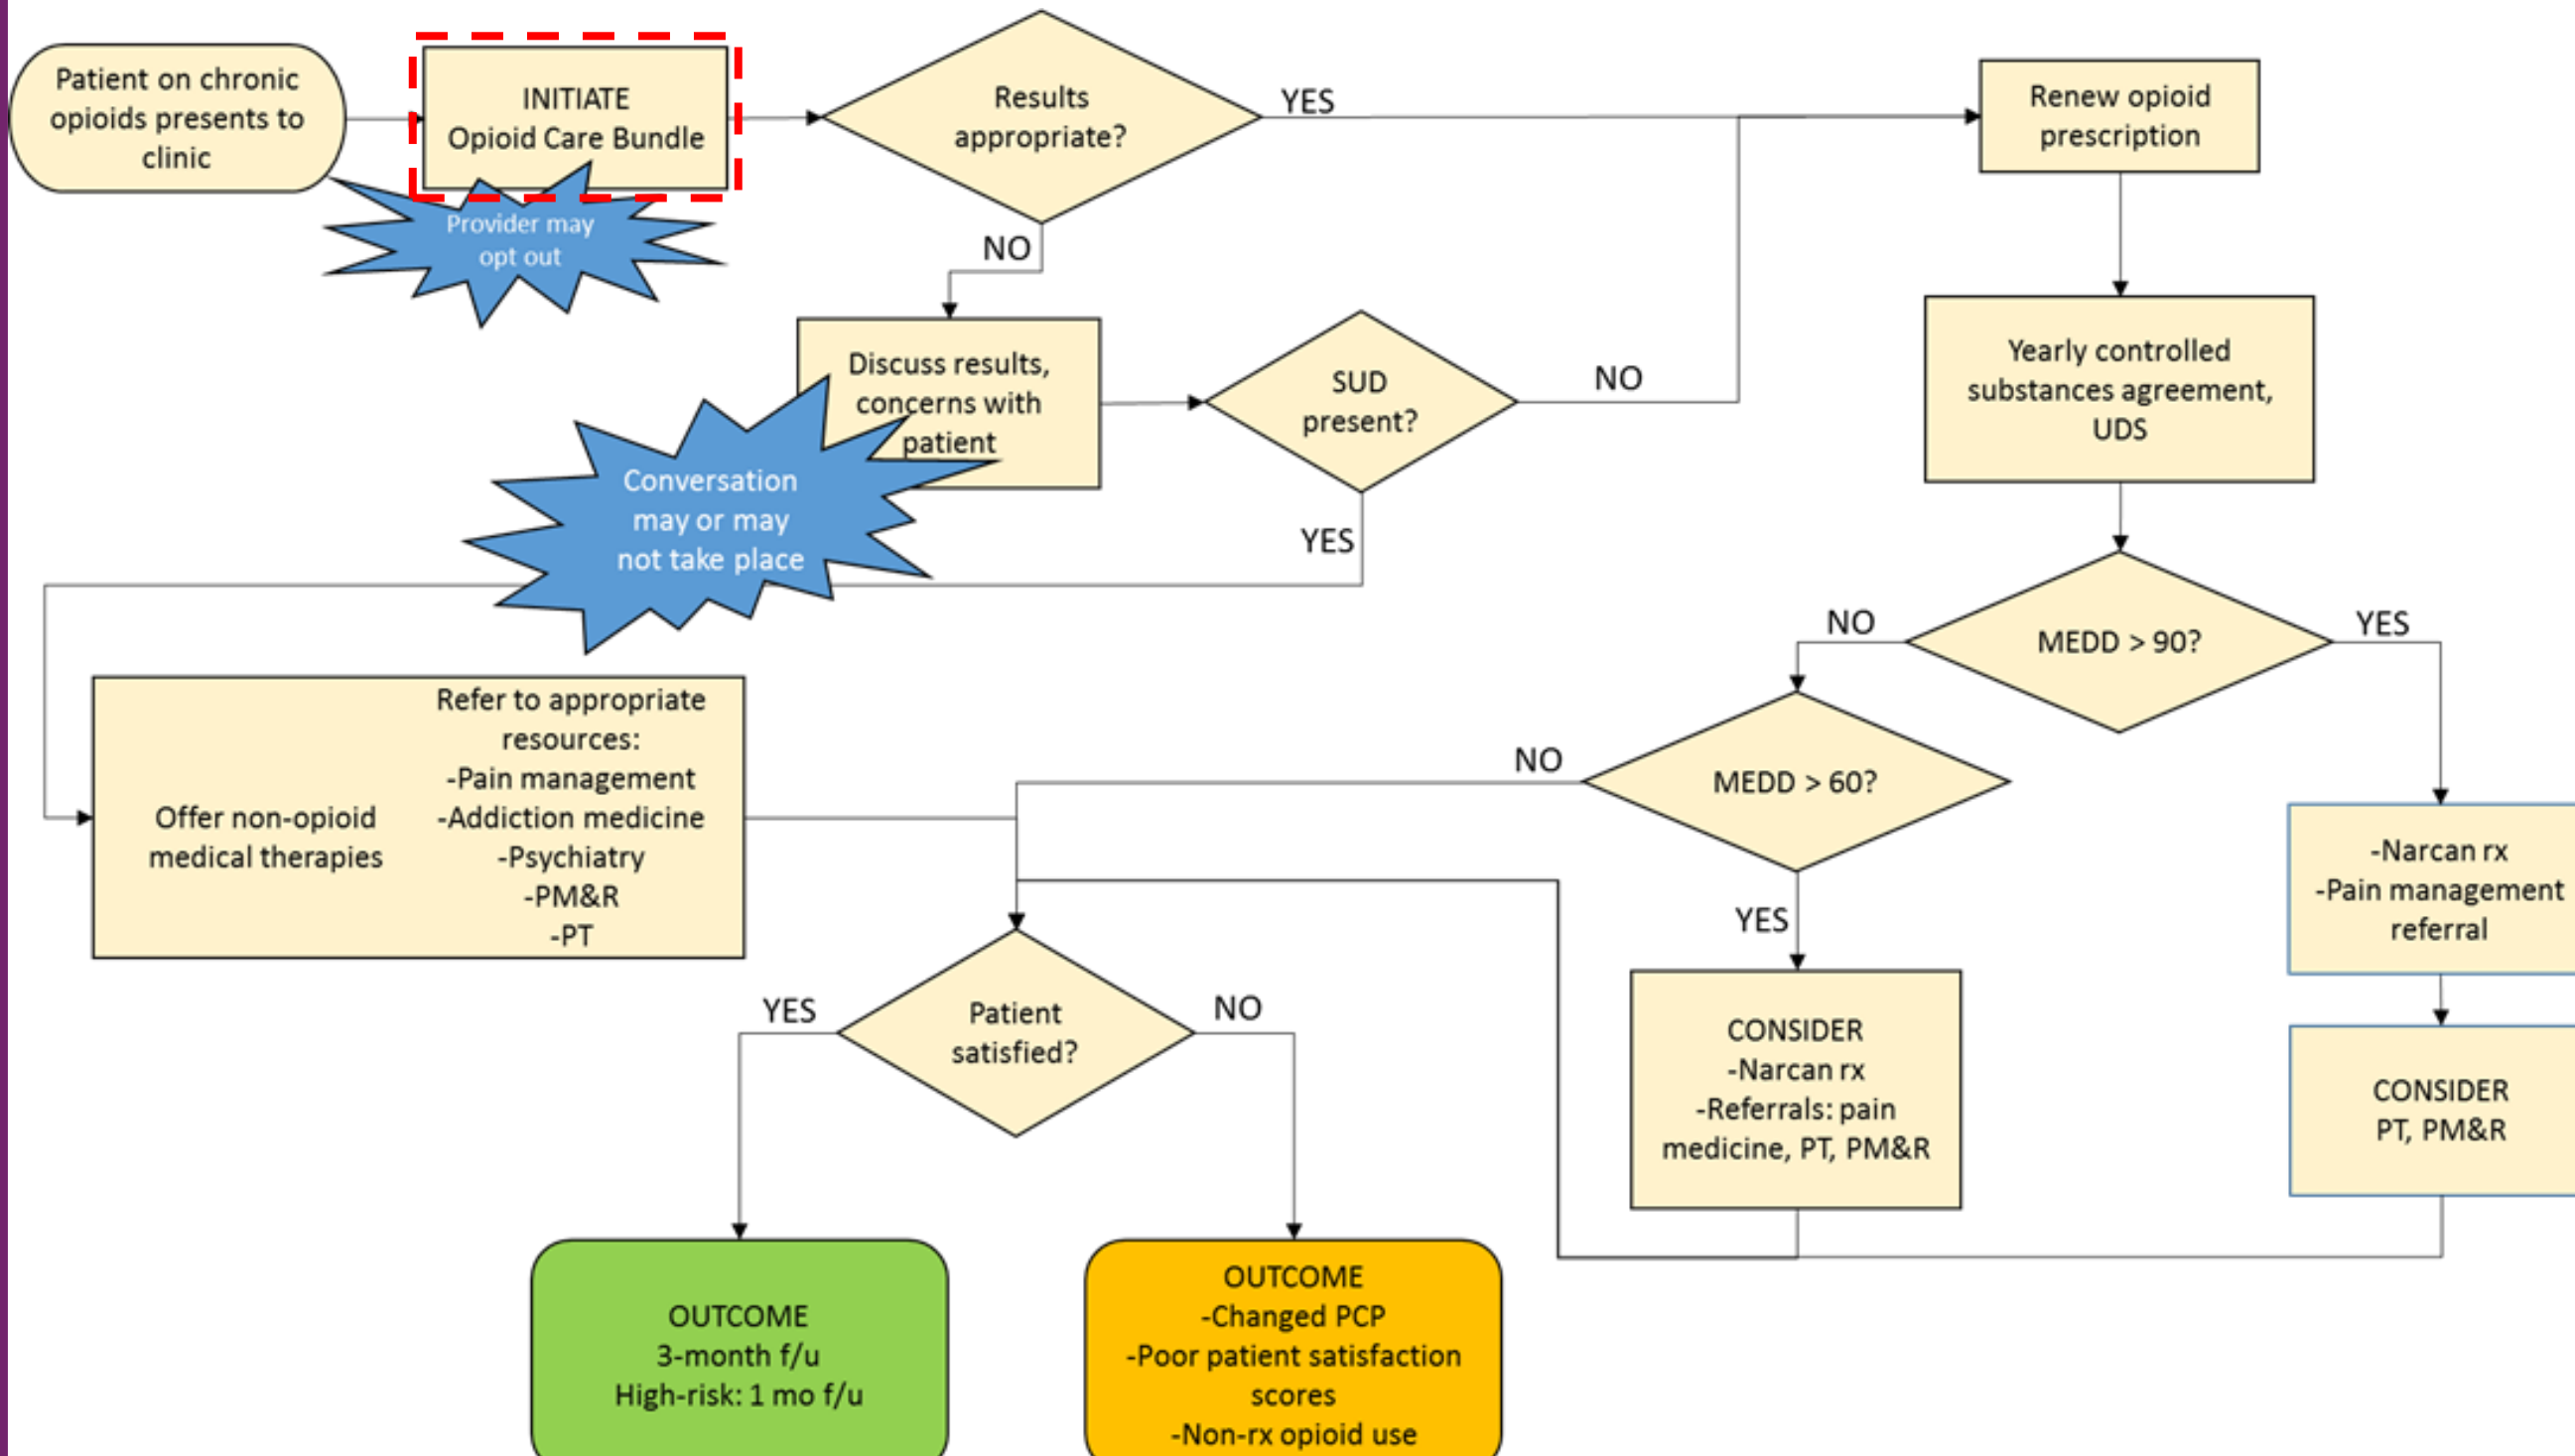 Patient on chronic
opioids presents to
clinic
INITIATE
Opioid Care Bundle
Provider may
opt out
Results
appropriate?
YES
NO
Renew opioid
prescription
Discuss results,
concerns with
patient
Conversation
may or may
not take place
SUD
present?
NO
YES
Yearly controlled
substances agreement,
UDS
MEDD > 90?
NO
YES
MEDD > 60?
NO
YES
Offer non-opioid
medical therapies
Refer to appropriate
resources:
-Pain management
-Addiction medicine
-Psychiatry
-PM&R
-PT
-Narcan rx
-Pain management
referral
CONSIDER
PT, PM&R
CONSIDER
-Narcan rx
-Referrals: pain
medicine, PT, PM&R
Patient
satisfied?
YES
NO
OUTCOME
3-month f/u
High-risk: 1 mo f/u
OUTCOME
-Changed PCP
-Poor patient satisfaction
scores
-Non-rx opioid use